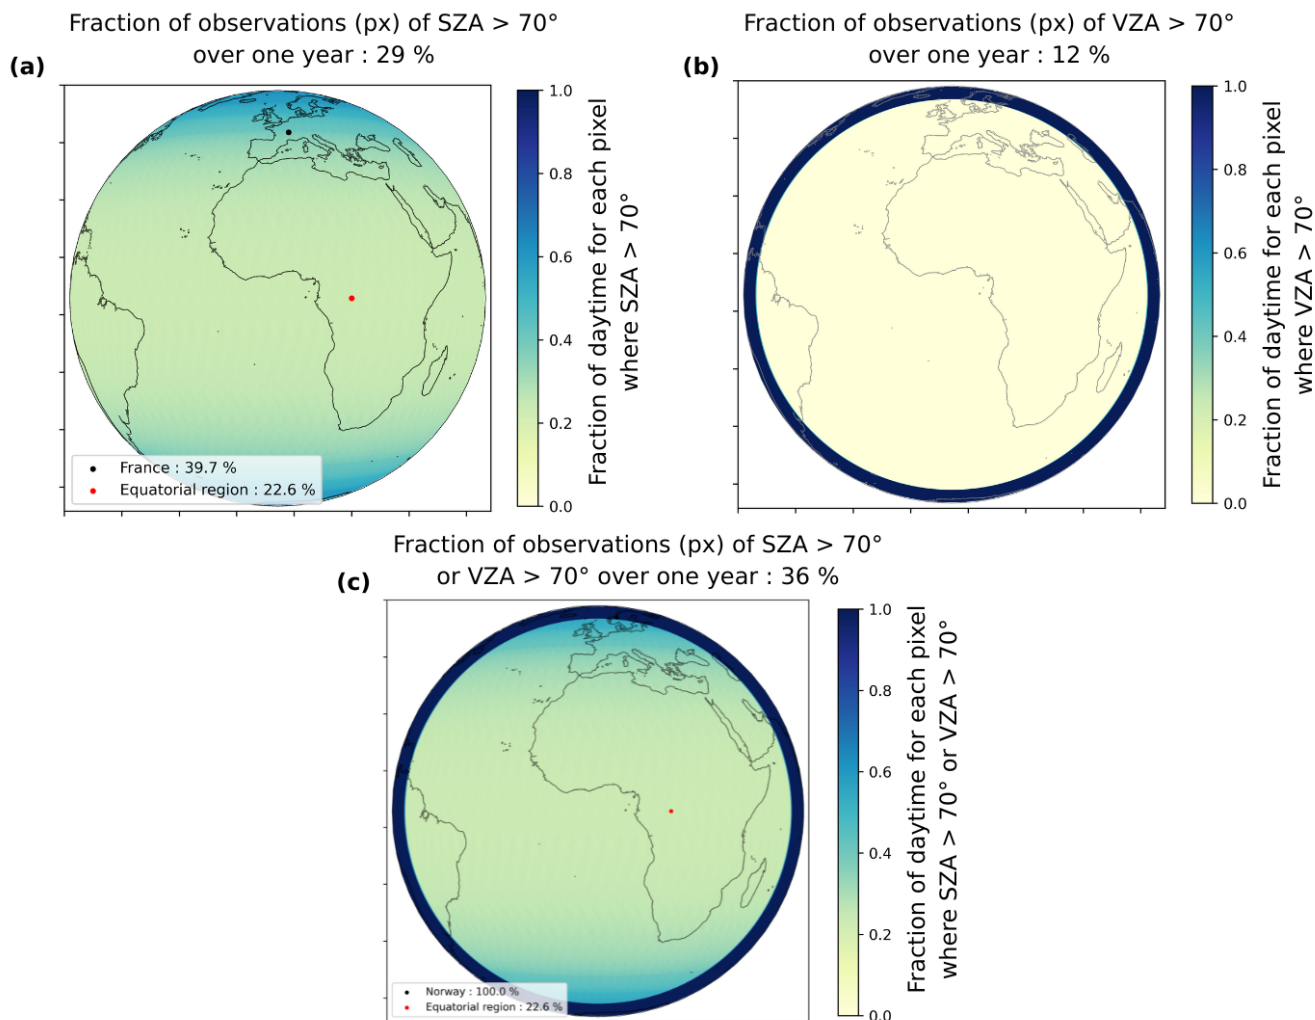 Fraction of observations (px) of SZA > 70°
over one year : 29 %
(a)
1.0
0.8
0.6
0.4
0.2
0.0
Fraction of daytime for each pixel
where SZA > 70°
France : 39.7 %
Equatorial region : 22.6 %
Fraction of observations (px) of VZA > 70°
over one year : 12 %
(b)
1.0
0.8
0.6
0.4
0.2
0.0
Fraction of daytime for each pixel
where VZA > 70°
Fraction of observations (px) of SZA > 70°
or VZA > 70° over one year : 36 %
(c)
1.0
0.8
0.6
0.4
0.2
0.0
Fraction of daytime for each pixel
where SZA > 70° or VZA > 70°
Norway : 100.0 %
Equatorial region : 22.6 %